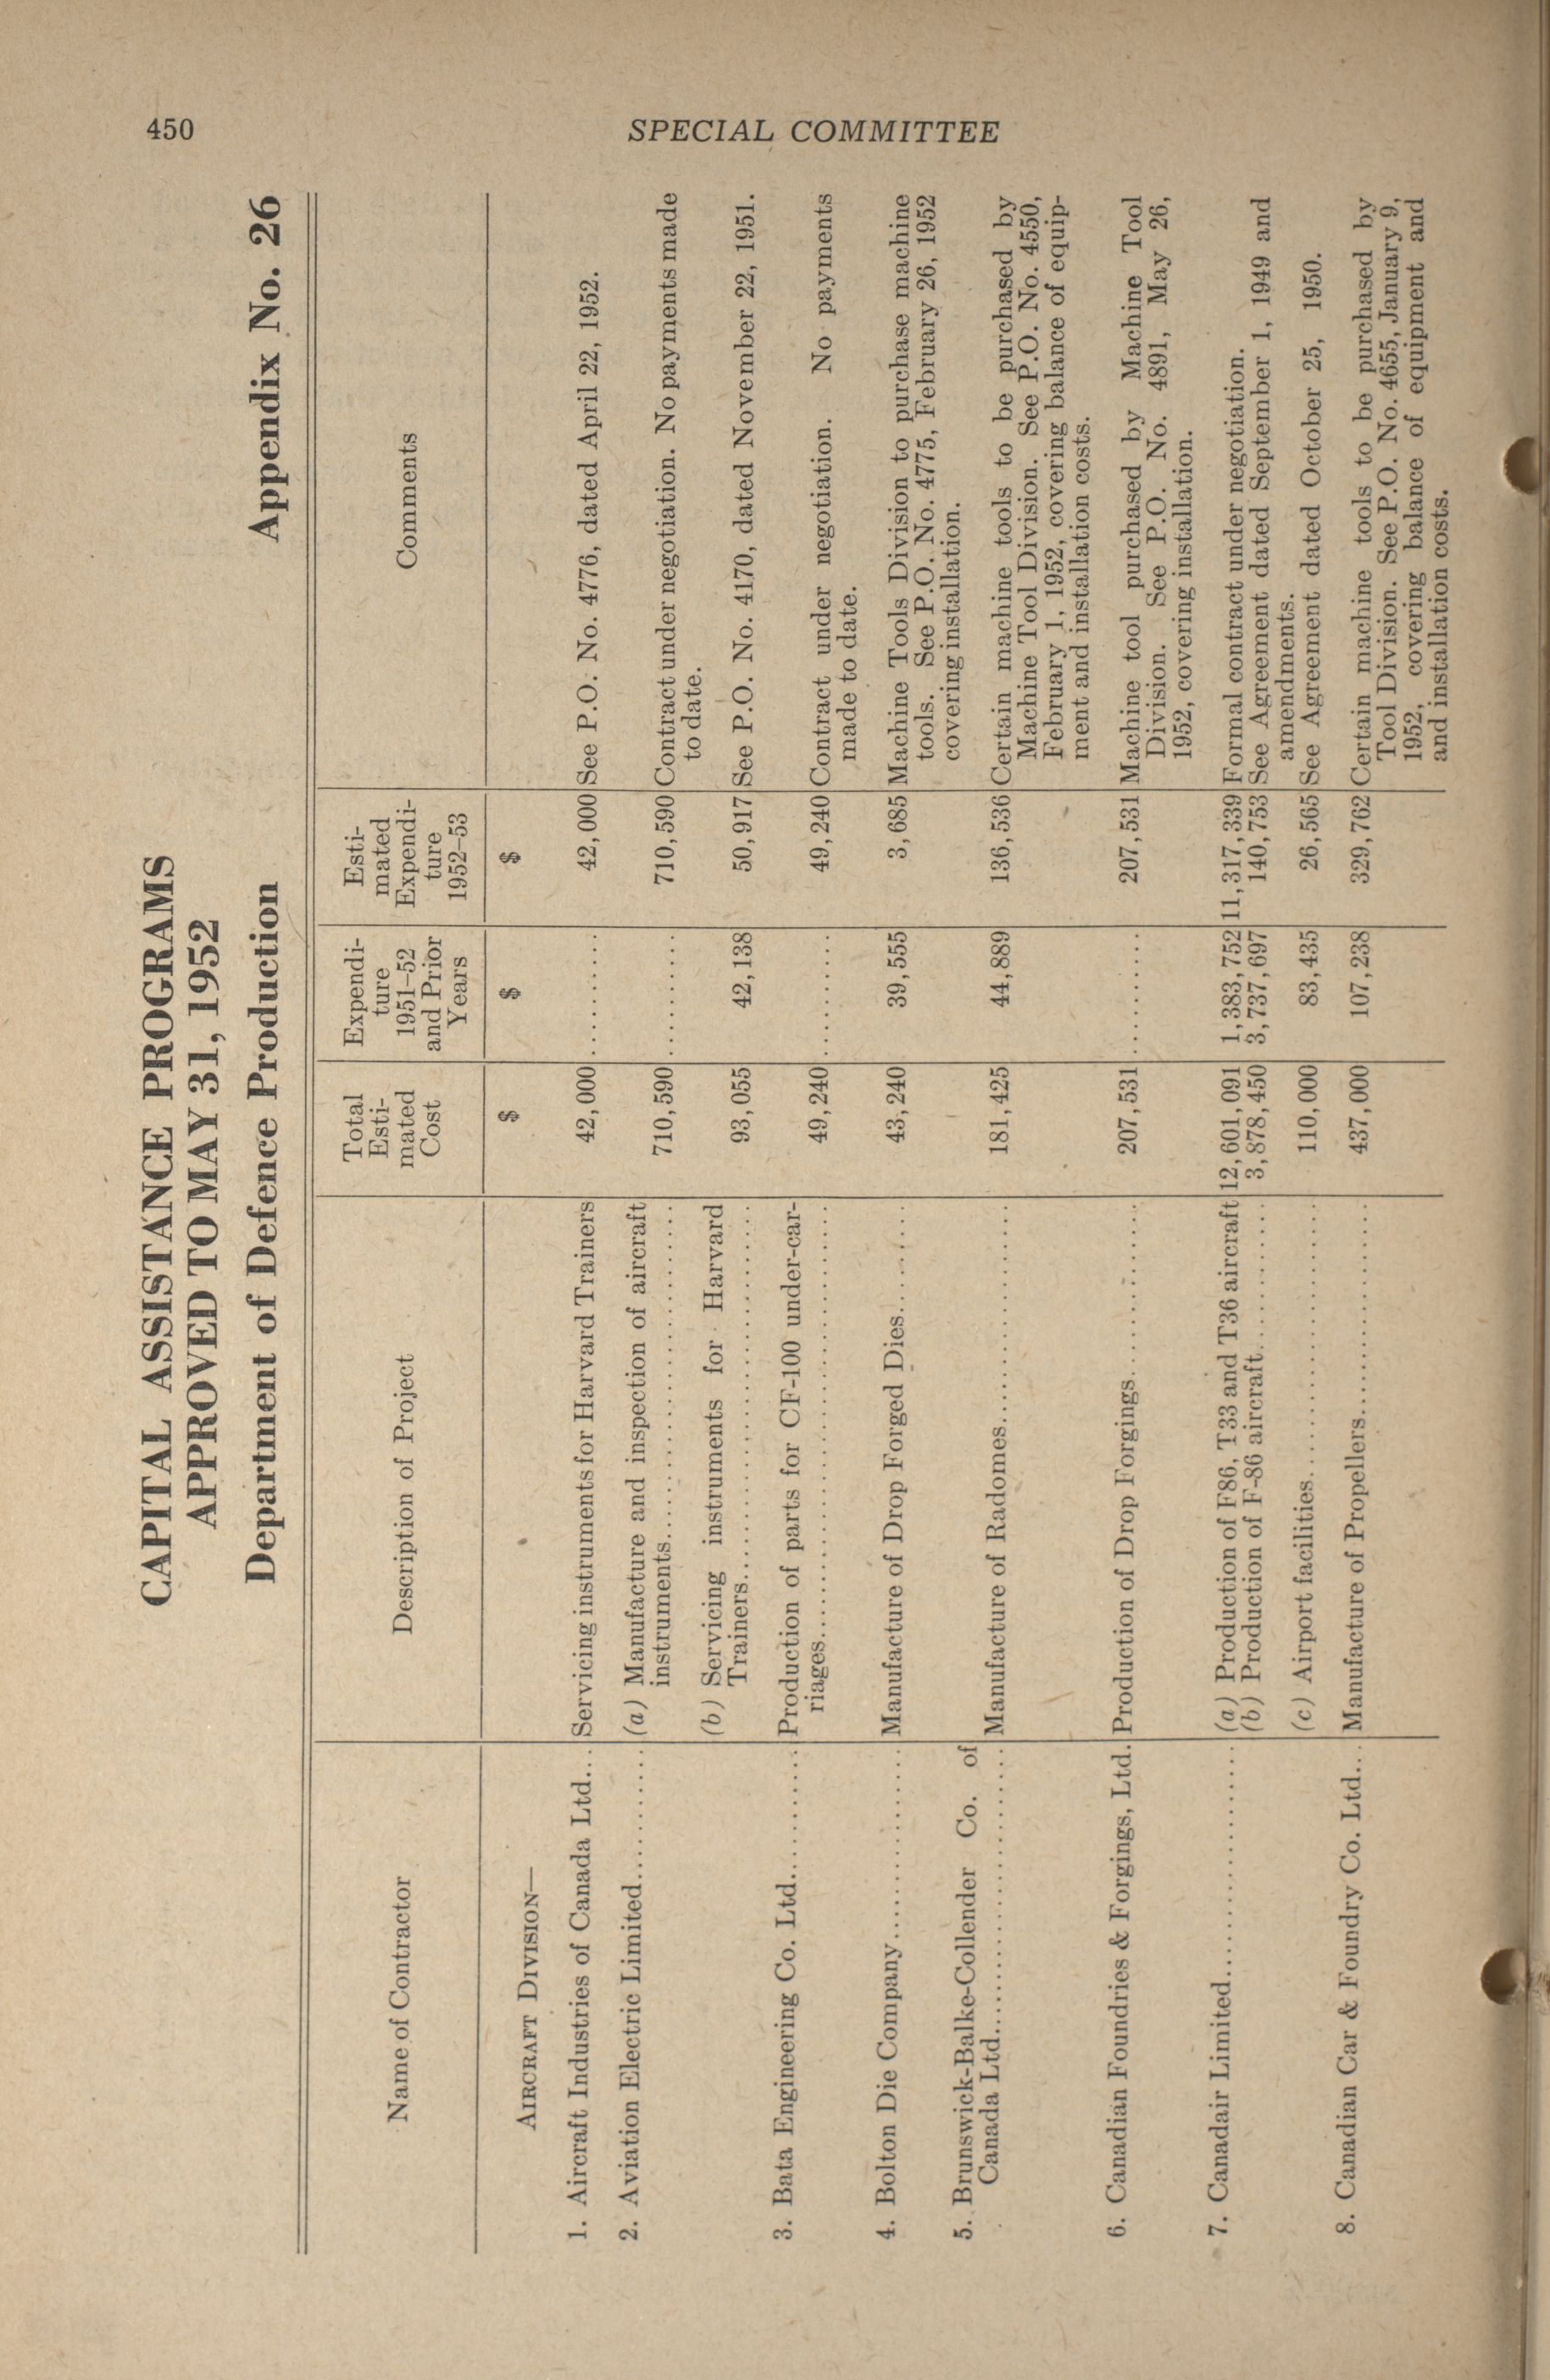 450
SPECIAL COMMITTEE
CAPITAL ASSISTANCE PROGRAMS
APPROVED TO MAY 31, 1952
Department of Defence Production
Appendix No. 26
Name of Contractor
Description of Project
Total
Esti-
mated
Cost
Expendi-
ture
1951–52
and Prior
Years
Esti-
mated
Expendi-
ture
1952–53
Comments
$ $ $
AIRCRAFT DIVISION—
1. Aircraft Industries of Canada Ltd... Servicing instruments for Harvard Trainers 42,000 .......... 42,000 See P.O. No. 4776, dated April 22, 1952.
2. Aviation Electric Limited............ (a) Manufacture and inspection of aircraft
instruments.............................. 710,590 .......... 710,590 Contract under negotiation. No payments made
to date.
(b) Servicing instruments for Harvard
Trainers................................. 93,055 42,138 50,917 See P.O. No. 4170, dated November 22, 1951.
3. Bata Engineering Co. Ltd............ Production of parts for CF-100 under-car-
riages................................... 49,240 .......... 49,240 Contract under negotiation. No payments
made to date.
4. Bolton Die Company.................. Manufacture of Drop Forged Dies......... 43,240 39,555 3,685 Machine Tools Division to purchase machine
tools. See P.O. No. 4775, February 26, 1952
covering installation.
5. Brunswick-Balke-Collender Co. of
Canada Ltd......................... Manufacture of Radomes.................. 181,425 44,889 136,536 Certain machine tools to be purchased by
Machine Tool Division. See P.O. No. 4550,
February 1, 1952, covering balance of equip-
ment and installation costs.
6. Canadian Foundries & Forgings, Ltd. Production of Drop Forgings.............. 207,531 .......... 207,531 Machine tool purchased by Machine Tool
Division. See P.O. No. 4891, May 26,
1952, covering installation.
7. Canadair Limited..................... (a) Production of F86, T33 and T36 aircraft 12,601,091 1,383,752 11,317,339 Formal contract under negotiation.
(b) Production of F-86 aircraft............ 3,878,450 3,737,697 140,753 See Agreement dated September 1, 1949 and
amendments.
(c) Airport facilities...................... 110,000 83,435 26,565 See Agreement dated October 25, 1950.
8. Canadian Car & Foundry Co. Ltd... Manufacture of Propellers................ 437,000 107,238 329,762 Certain machine tools to be purchased by
Tool Division. See P.O. No. 4655, January 9,
1952, covering balance of equipment and
and installation costs.